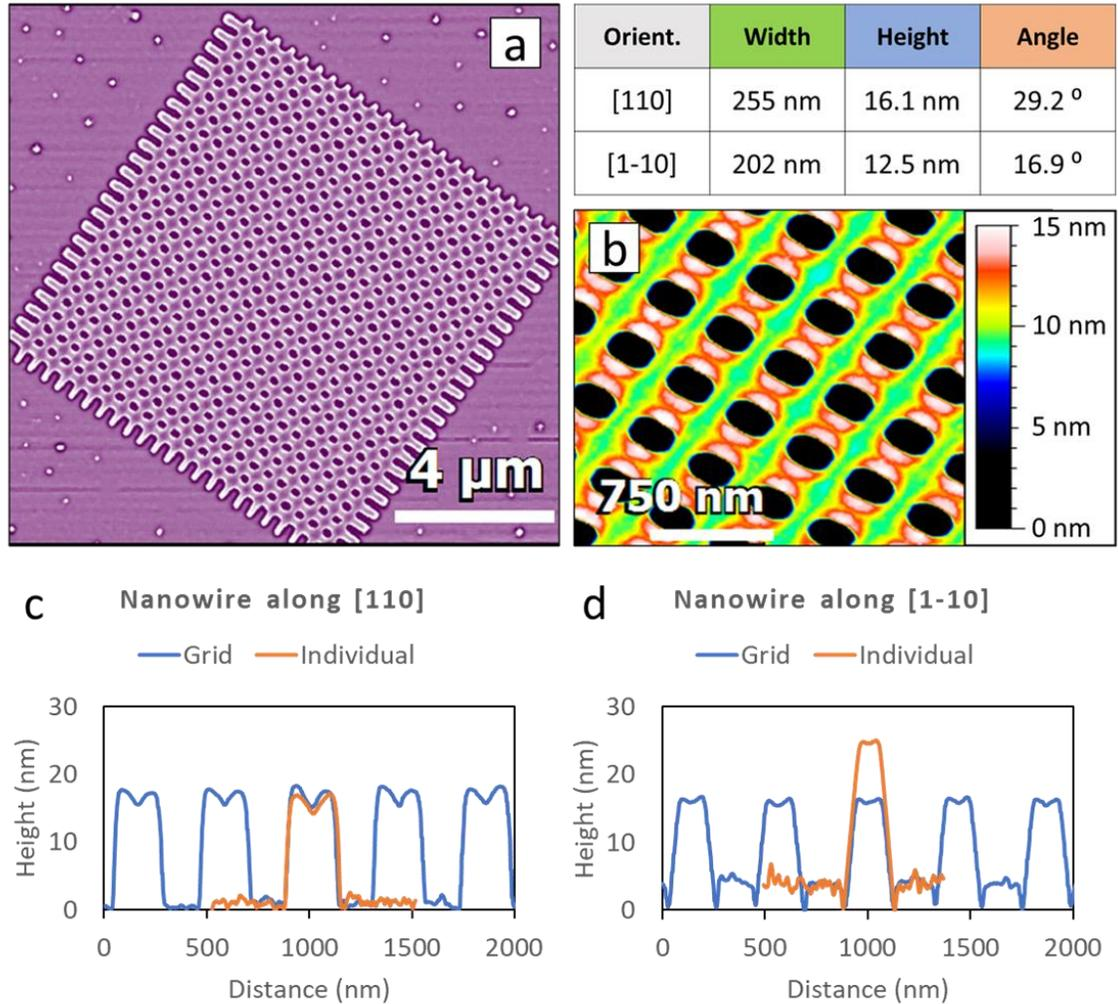 a
4 μm
Orient. Width Height Angle
[110] 255 nm 16.1 nm 29.2 º
[1-10] 202 nm 12.5 nm 16.9 º
b
750 nm
15 nm
10 nm
5 nm
0 nm
c Nanowire along [110]
Grid Individual
30
20
10
0
Height (nm)
0 500 1000 1500 2000
Distance (nm)
d Nanowire along [1-10]
Grid Individual
30
20
10
0
Height (nm)
0 500 1000 1500 2000
Distance (nm)